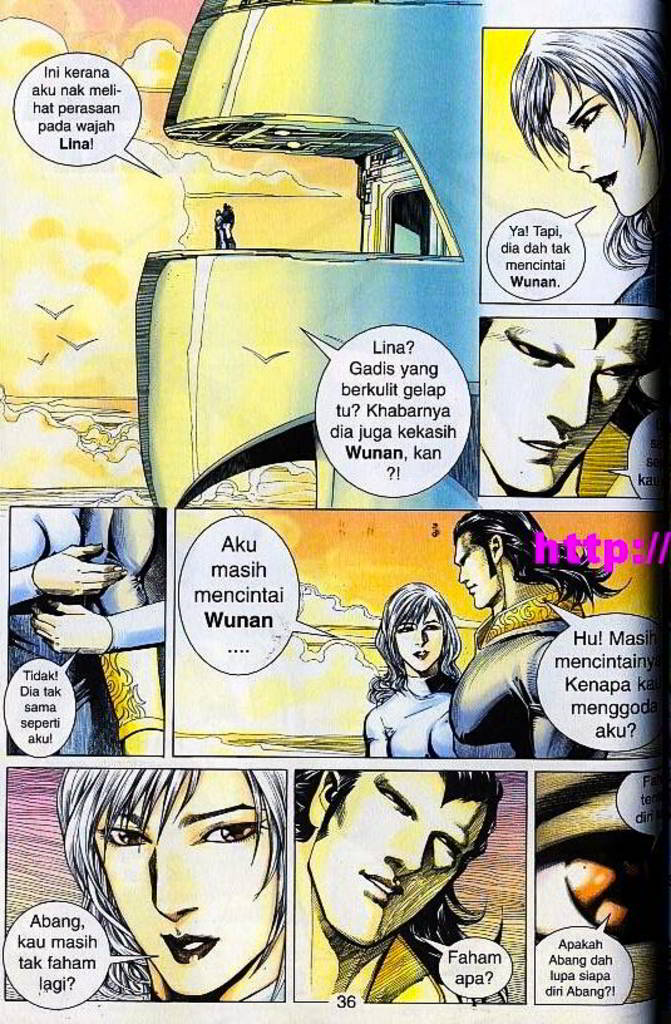 Ini kerana
aku nak meli-
hat perasaan
pada wajah
Lina!
Ya! Tapi,
dia dah tak
mencintai
Wunan.
Lina?
Gadis yang
berkulit gelap
tu? Khabarnya
dia juga kekasih
Wunan, kan
?!
Tidak!
Dia tak
sama
seperti
aku!
Aku
masih
mencintai
Wunan
....
http://
Hu! Masih
mencintainya
Kenapa
menggoda
aku?
Abang,
kau masih
tak faham
lagi?
Faham
apa?
Apakah
Abang dah
lupa siapa
diri Abang?!
36